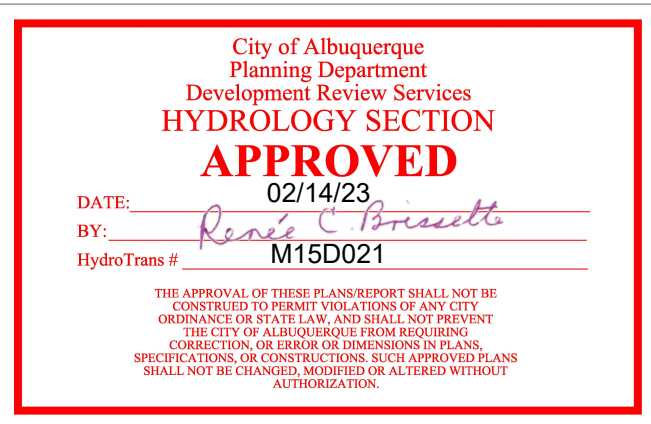 City of Albuquerque
Planning Department
Development Review Services
HYDROLOGY SECTION
APPROVED
DATE: 02/14/23
BY: Renée C. Brissette
HydroTrans # M15D021
THE APPROVAL OF THESE PLANS/REPORT SHALL NOT BE
CONSTRUED TO PERMIT VIOLATIONS OF ANY CITY
ORDINANCE OR STATE LAW, AND SHALL NOT PREVENT
THE CITY OF ALBUQUERQUE FROM REQUIRING
CORRECTION, OR ERROR OR DIMENSIONS IN PLANS,
SPECIFICATIONS, OR CONSTRUCTIONS. SUCH APPROVED PLANS
SHALL NOT BE CHANGED, MODIFIED OR ALTERED WITHOUT
AUTHORIZATION.